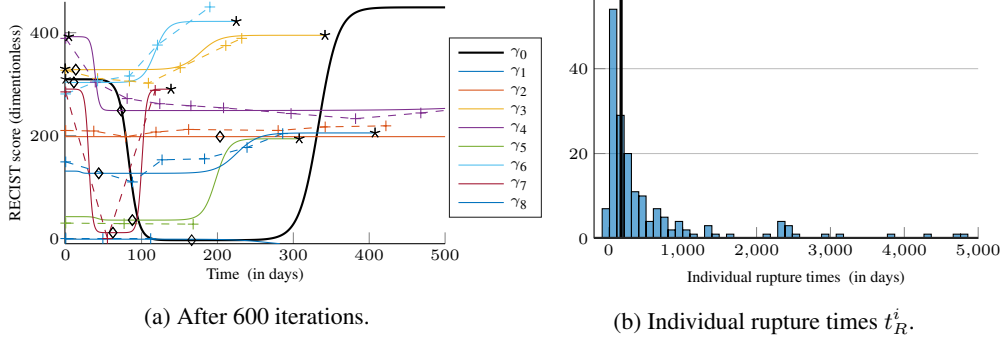 400
200
0
0
100
200
300
400
500
RECIST score (dimentionless)
Time (in days)
γ0
γ1
γ2
γ3
γ4
γ5
γ6
γ7
γ8
(a) After 600 iterations.
40
20
0
0
1,000
2,000
3,000
4,000
5,000
Individual rupture times (in days)
(b) Individual rupture times t_R^i.